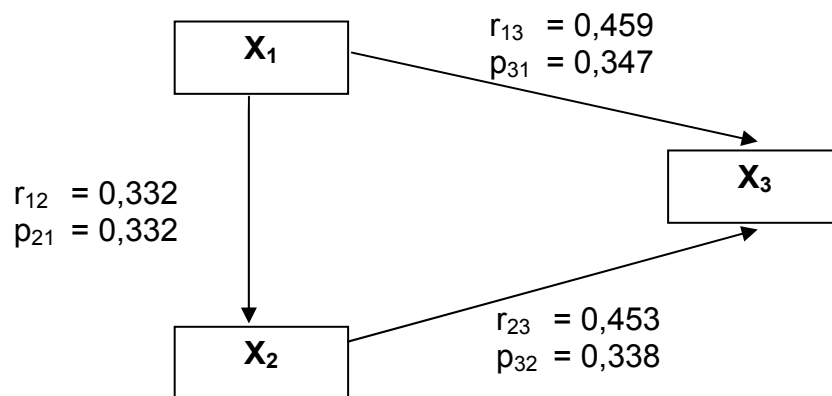 X₁
r₁₃ = 0,459
p₃₁ = 0,347
X₃
r₁₂ = 0,332
p₂₁ = 0,332
X₂
r₂₃ = 0,453
p₃₂ = 0,338